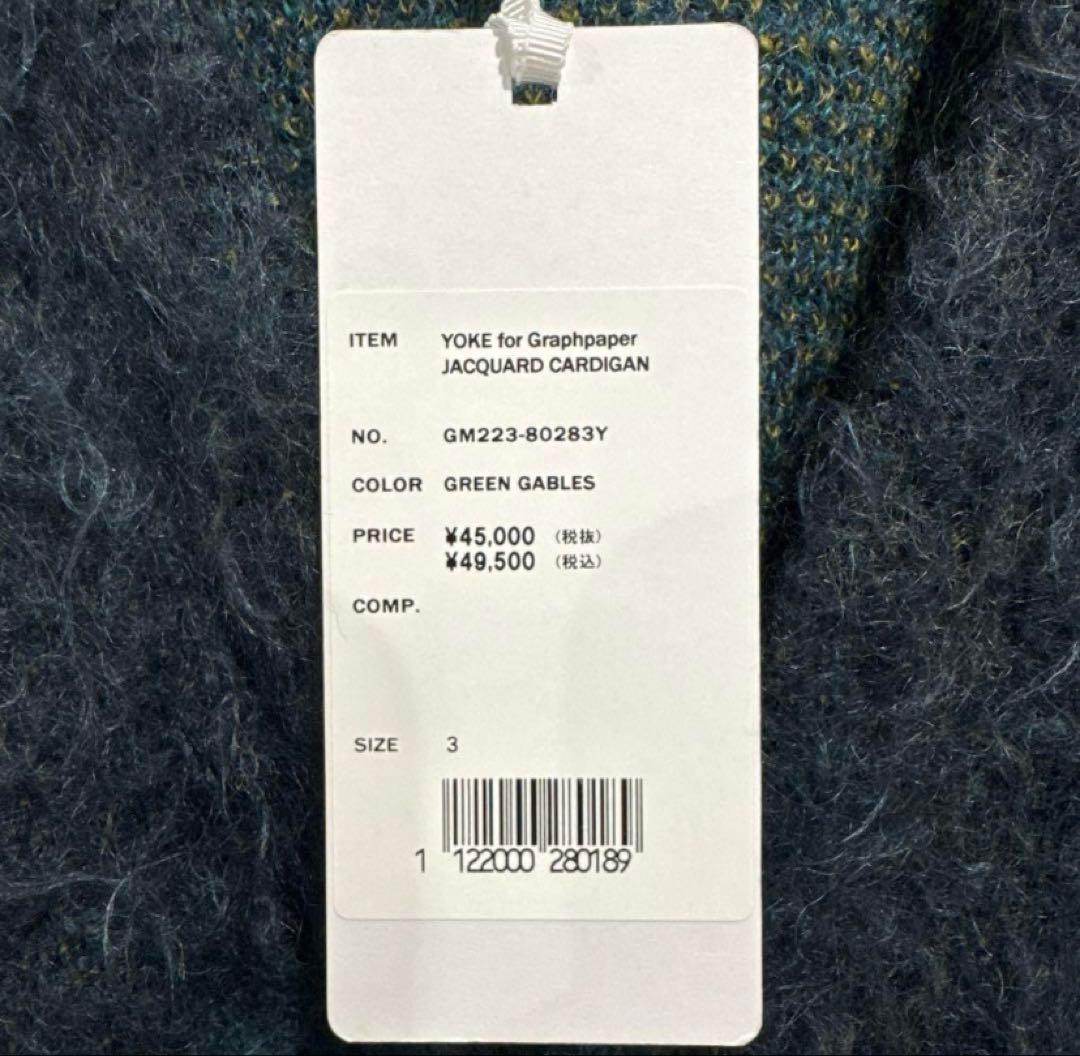 ITEM YOKE for Graphpaper
JACQUARD CARDIGAN
NO. GM223-80283Y
COLOR GREEN GABLES
PRICE ¥45,000 (税抜)
¥49,500 (税込)
COMP.
SIZE 3
1 122000 280189